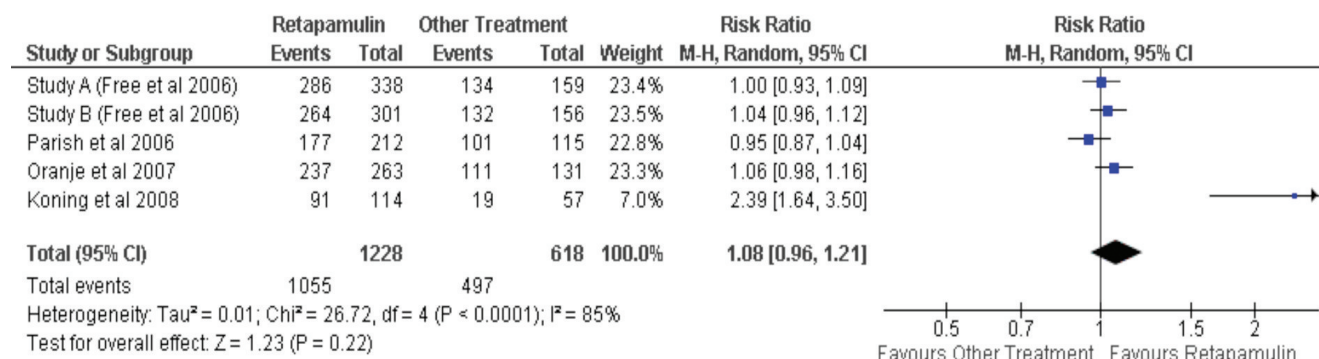 Retapamulin Other Treatment Risk Ratio Risk Ratio
Study or Subgroup Events Total Events Total Weight M-H, Random, 95% CI M-H, Random, 95% CI
Study A (Free et al 2006) 286 338 134 159 23.4% 1.00 [0.93, 1.09]
Study B (Free et al 2006) 264 301 132 156 23.5% 1.04 [0.96, 1.12]
Parish et al 2006 177 212 101 115 22.8% 0.95 [0.87, 1.04]
Oranje et al 2007 237 263 111 131 23.3% 1.06 [0.98, 1.16]
Koning et al 2008 91 114 19 57 7.0% 2.39 [1.64, 3.50]
Total (95% CI) 1228 618 100.0% 1.08 [0.96, 1.21]
Total events 1055 497
Heterogeneity: Tau² = 0.01; Chi² = 26.72, df = 4 (P < 0.0001); I² = 85%
Test for overall effect: Z = 1.23 (P = 0.22)
0.5 0.7 1 1.5 2
Favours Other Treatment Favours Retapamulin